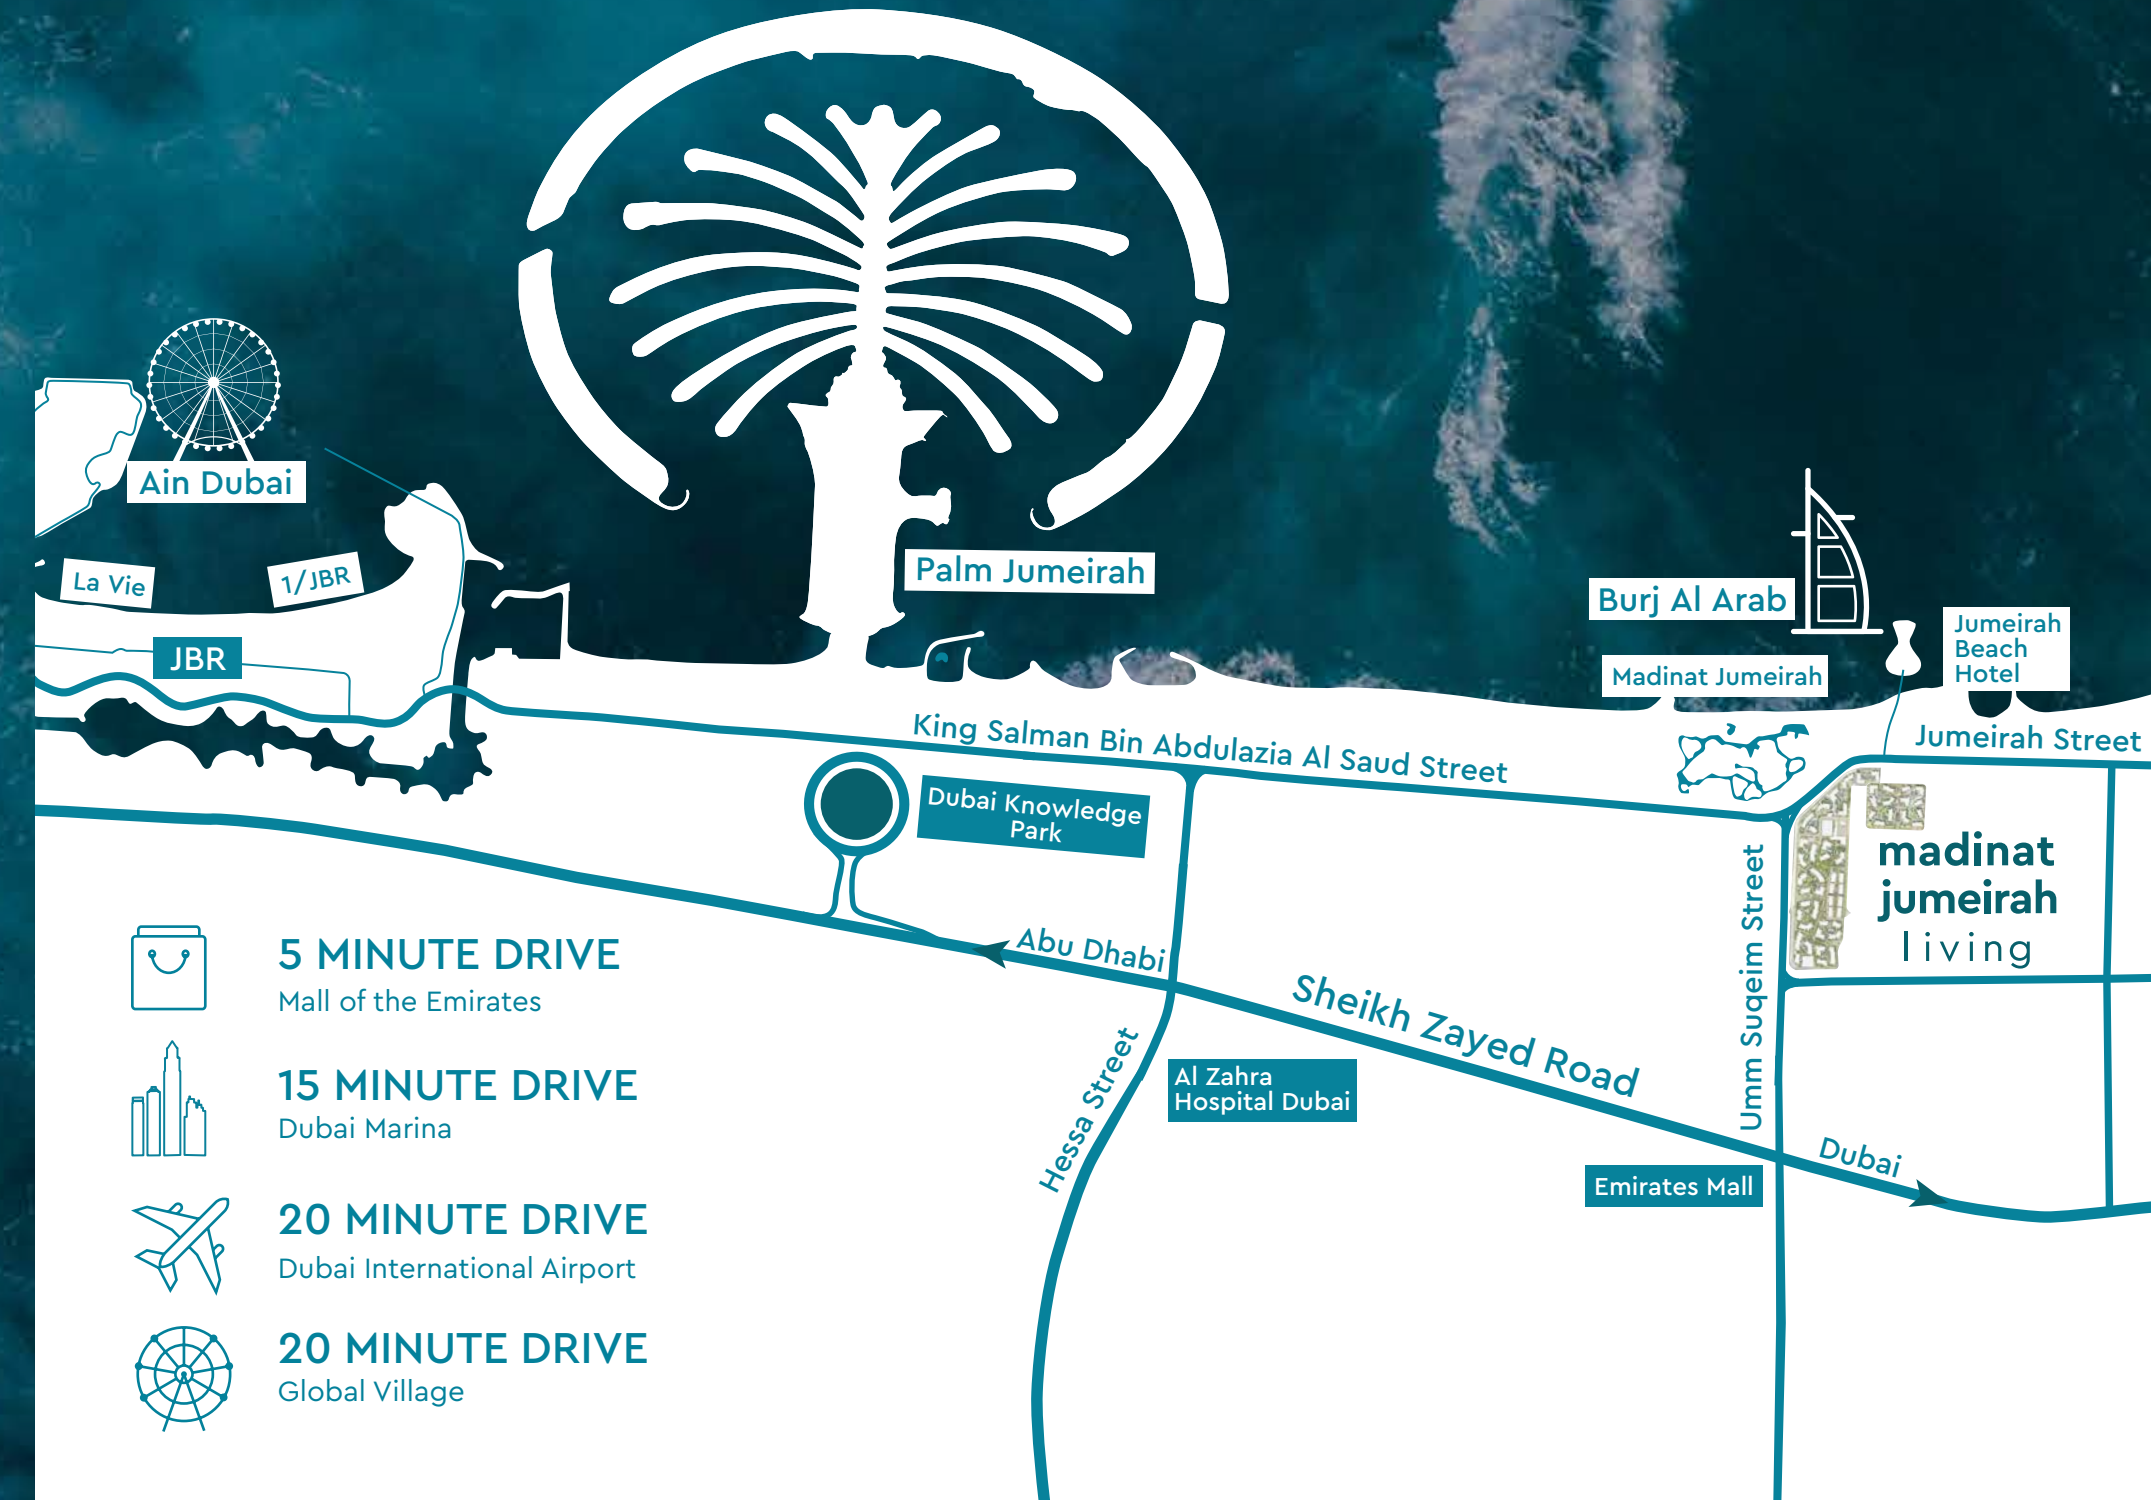 Ain Dubai
La Vie
1/JBR
JBR
Palm Jumeirah
Burj Al Arab
Jumeirah
Beach
Hotel
Madinat Jumeirah
King Salman Bin Abdulazia Al Saud Street
Jumeirah Street
Dubai Knowledge
Park
madinat
jumeirah
living
Abu Dhabi
Sheikh Zayed Road
Umm Suqeim Street
Hessa Street
Al Zahra
Hospital Dubai
Dubai
Emirates Mall
5 MINUTE DRIVE
Mall of the Emirates
15 MINUTE DRIVE
Dubai Marina
20 MINUTE DRIVE
Dubai International Airport
20 MINUTE DRIVE
Global Village